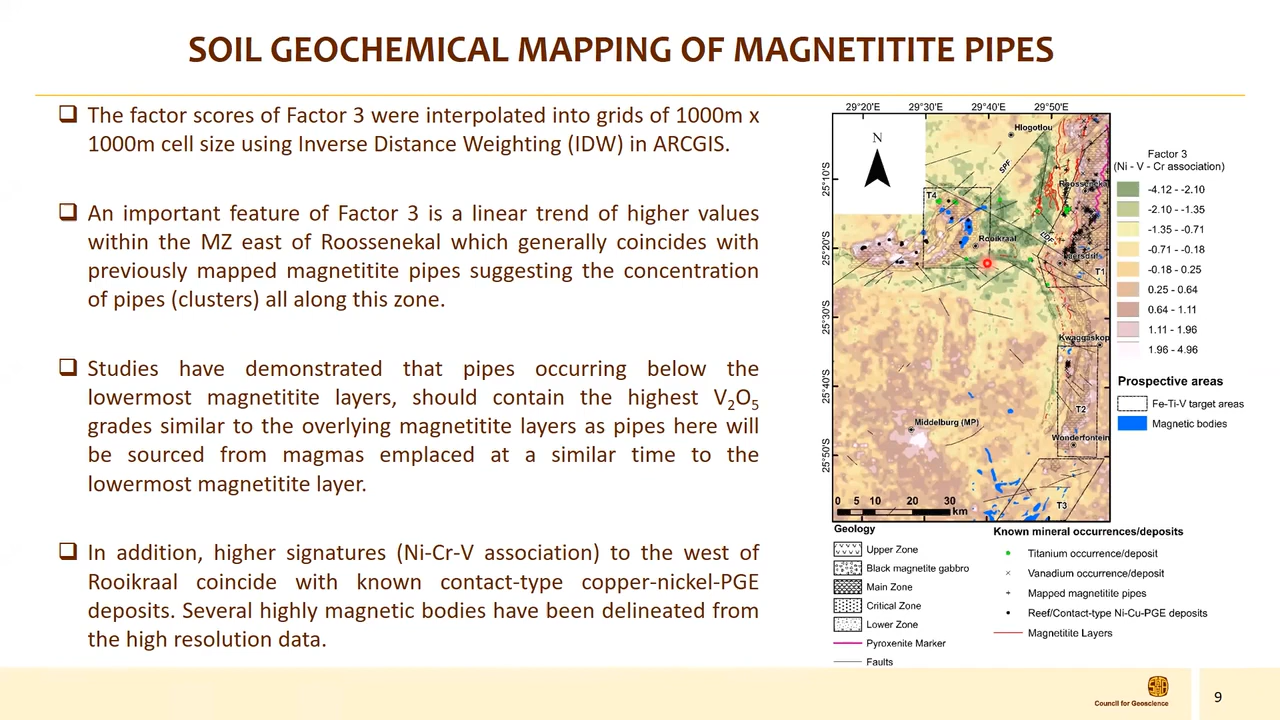 SOIL GEOCHEMICAL MAPPING OF MAGNETITITE PIPES
❑ The factor scores of Factor 3 were interpolated into grids of 1000m x
1000m cell size using Inverse Distance Weighting (IDW) in ARCGIS.
❑ An important feature of Factor 3 is a linear trend of higher values
within the MZ east of Roossenekal which generally coincides with
previously mapped magnetitite pipes suggesting the concentration
of pipes (clusters) all along this zone.
❑ Studies have demonstrated that pipes occurring below the
lowermost magnetitite layers, should contain the highest V₂O₅
grades similar to the overlying magnetitite layers as pipes here will
be sourced from magmas emplaced at a similar time to the
lowermost magnetitite layer.
❑ In addition, higher signatures (Ni-Cr-V association) to the west of
Rooikraal coincide with known contact-type copper-nickel-PGE
deposits. Several highly magnetic bodies have been delineated from
the high resolution data.
29°20'E 29°30'E 29°40'E 29°50'E
25°10'S
25°20'S
25°30'S
25°40'S
25°50'S
N
Hlogotlou
SPF
T4
Rooikraal
T1
Kwaggaskop
T2
Middelburg (MP)
Wonderfontein
T3
0 5 10 20 30
km
Factor 3
(Ni - V - Cr association)
-4.12 - -2.10
-2.10 - -1.35
-1.35 - -0.71
-0.71 - -0.18
-0.18 - 0.25
0.25 - 0.64
0.64 - 1.11
1.11 - 1.96
1.96 - 4.96
Prospective areas
Fe-Ti-V target areas
Magnetic bodies
Geology
Upper Zone
Black magnetite gabbro
Main Zone
Critical Zone
Lower Zone
Pyroxenite Marker
Faults
Known mineral occurrences/deposits
Titanium occurrence/deposit
Vanadium occurrence/deposit
Mapped magnetitite pipes
Reef/Contact-type Ni-Cu-PGE deposits
Magnetitite Layers
Council for Geoscience
9